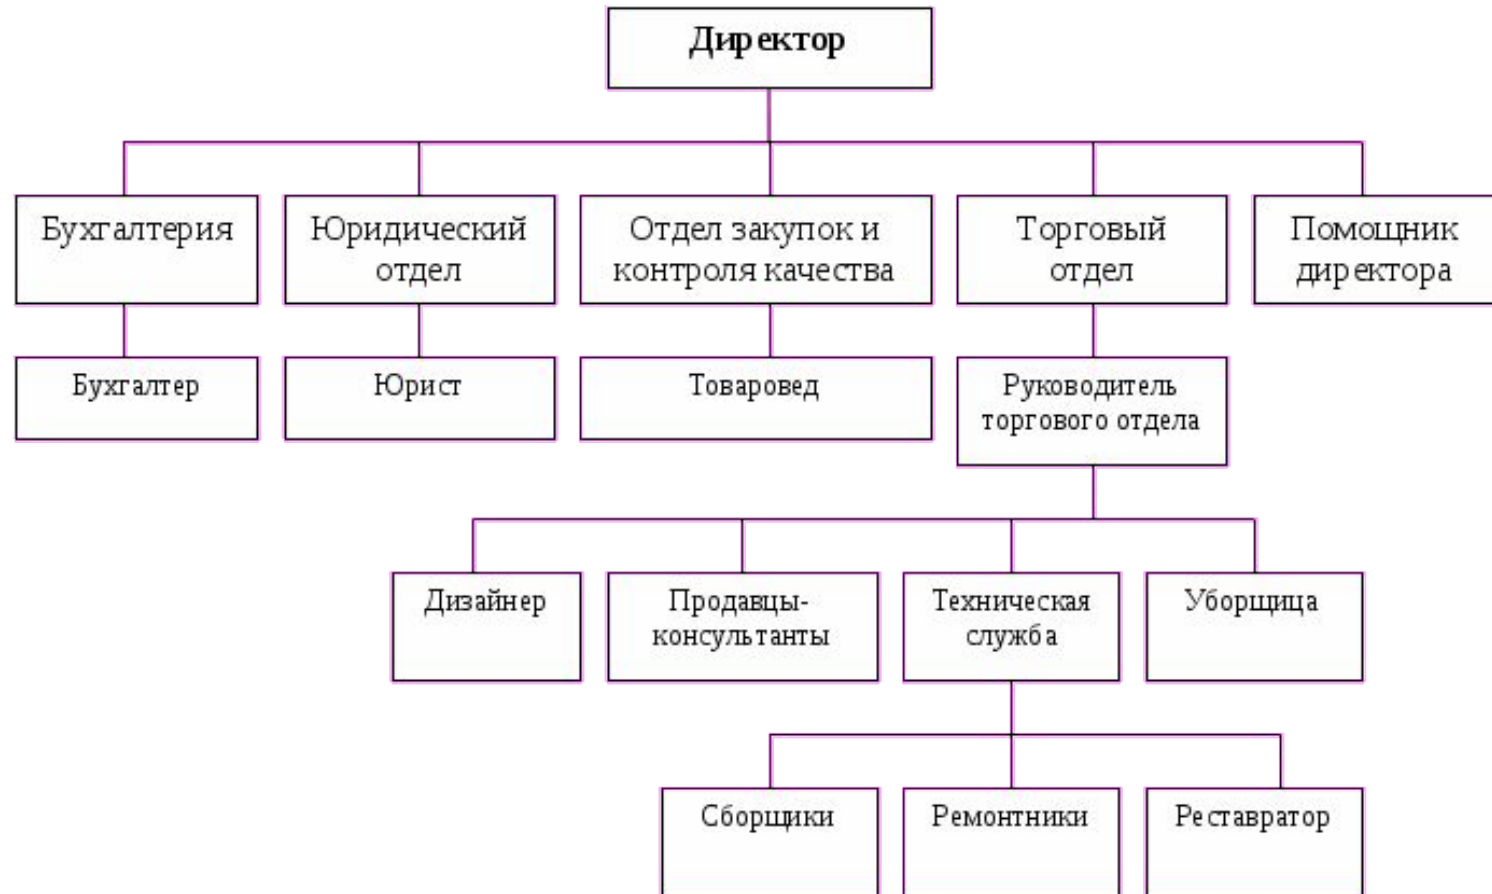 Директор
Бухгалтерия
Юридический
отдел
Отдел закупок и
контроля качества
Торговый
отдел
Помощник
директора
Бухгалтер
Юрист
Товаровед
Руководитель
торгового отдела
Дизайнер
Продавцы-
консультанты
Техническая
служба
Уборщица
Сборщики
Ремонтники
Реставратор